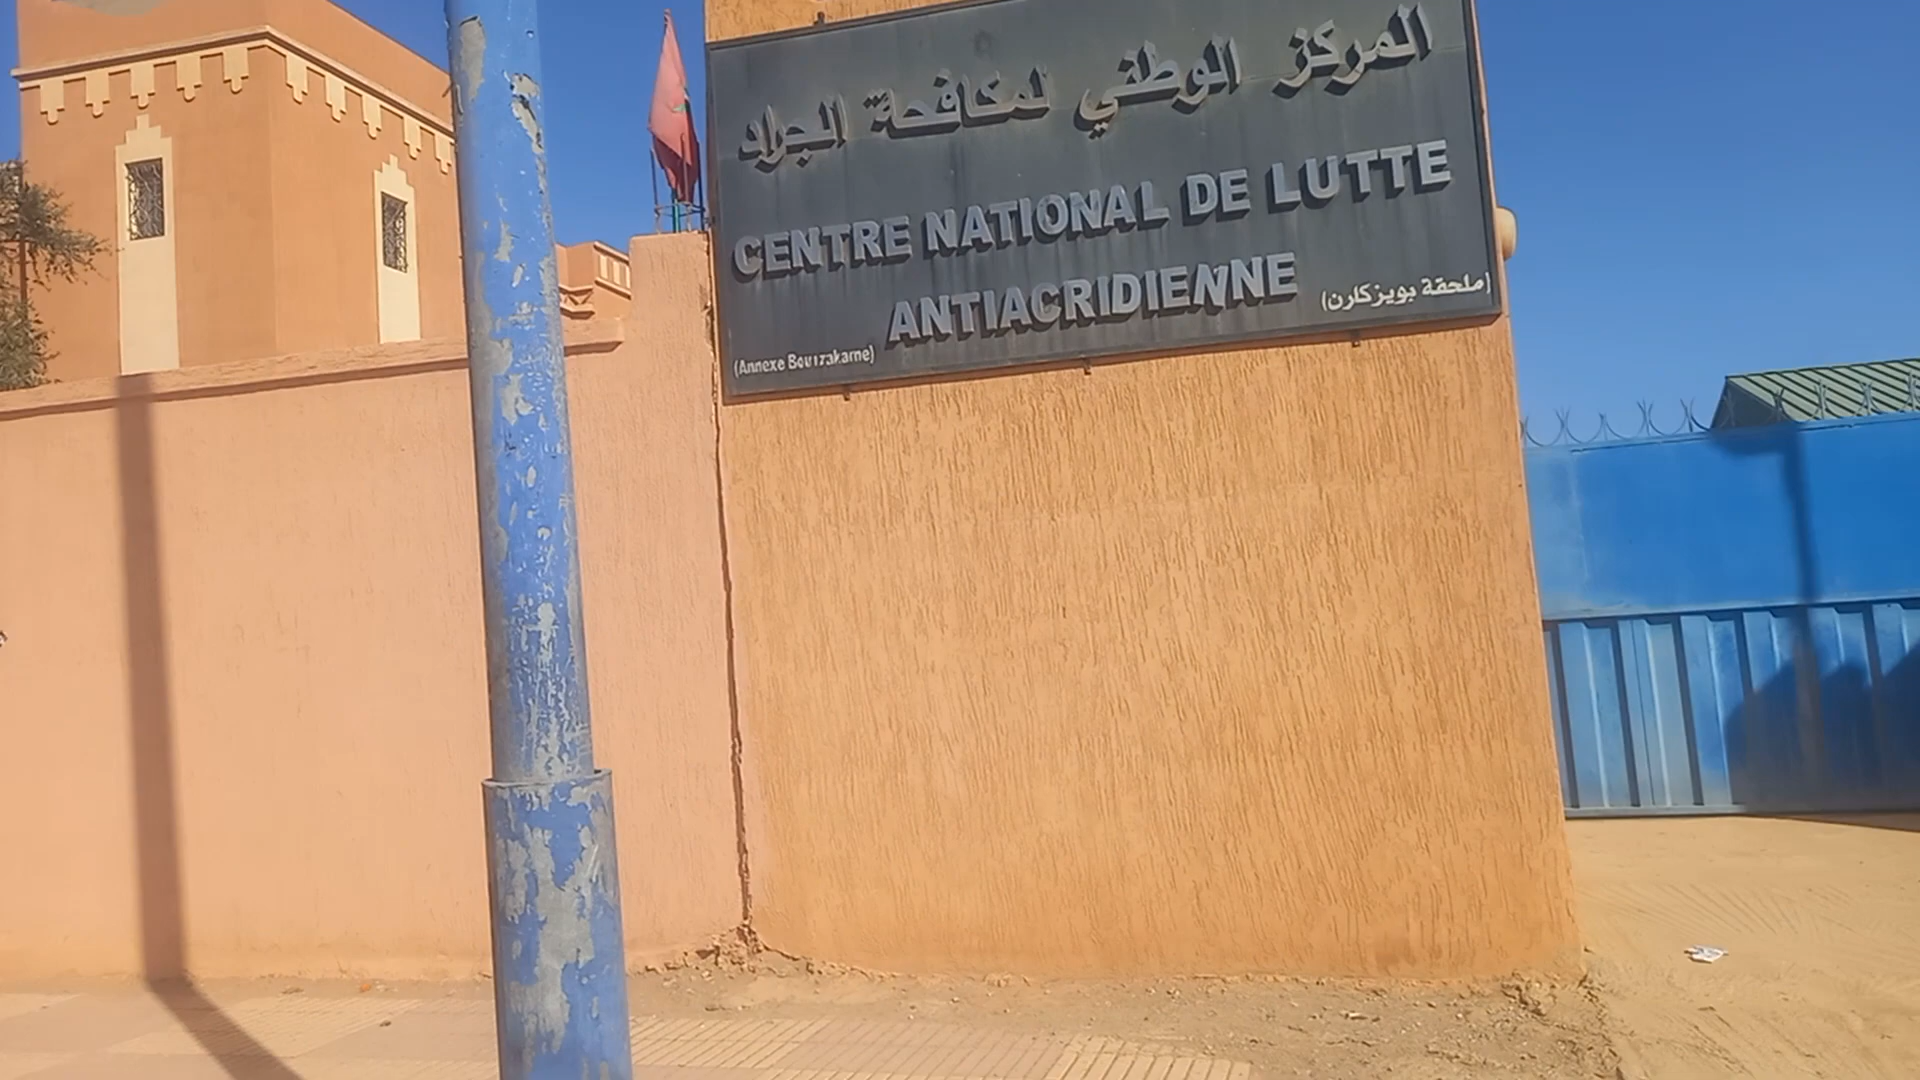 المركز الوطني لمكافحة الجراد
CENTRE NATIONAL DE LUTTE
ANTIACRIDIENNE
(ملحقة بويزكارن)
(Annexe Bouizakarne)